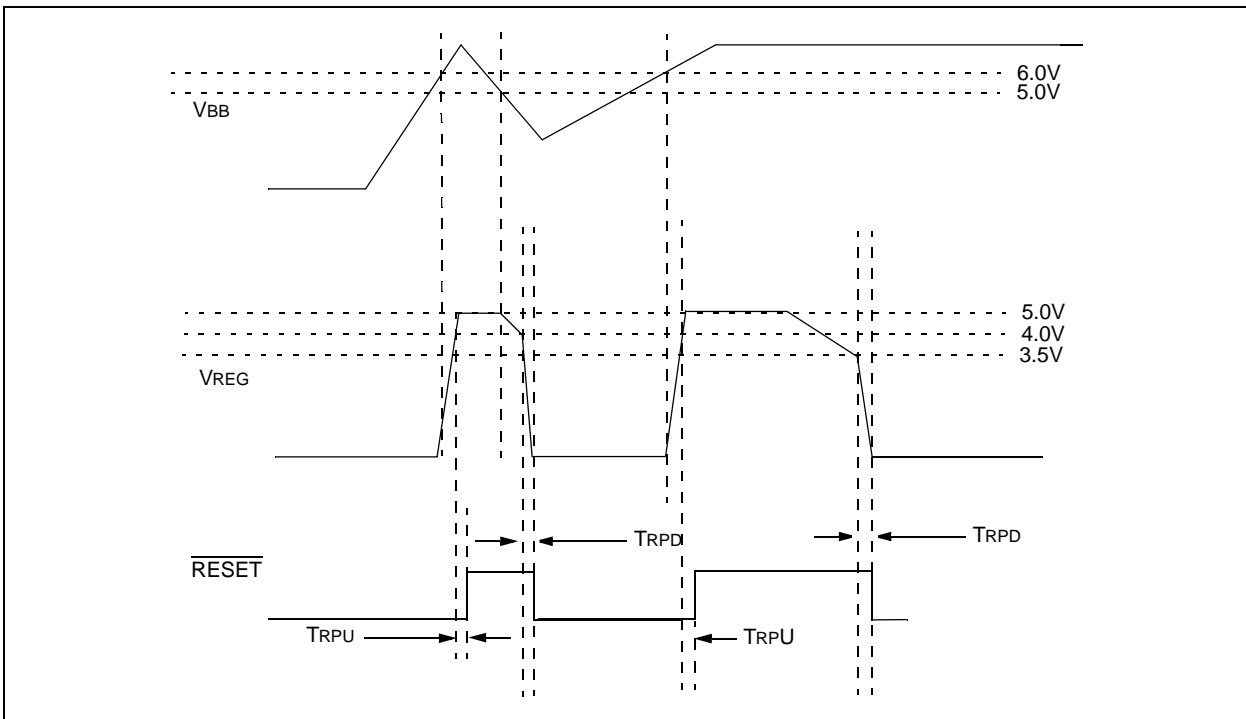 6.0V
5.0V
VBB
5.0V
4.0V
3.5V
VREG
TRPD
TRPD
RESET
TRPU
TRPU